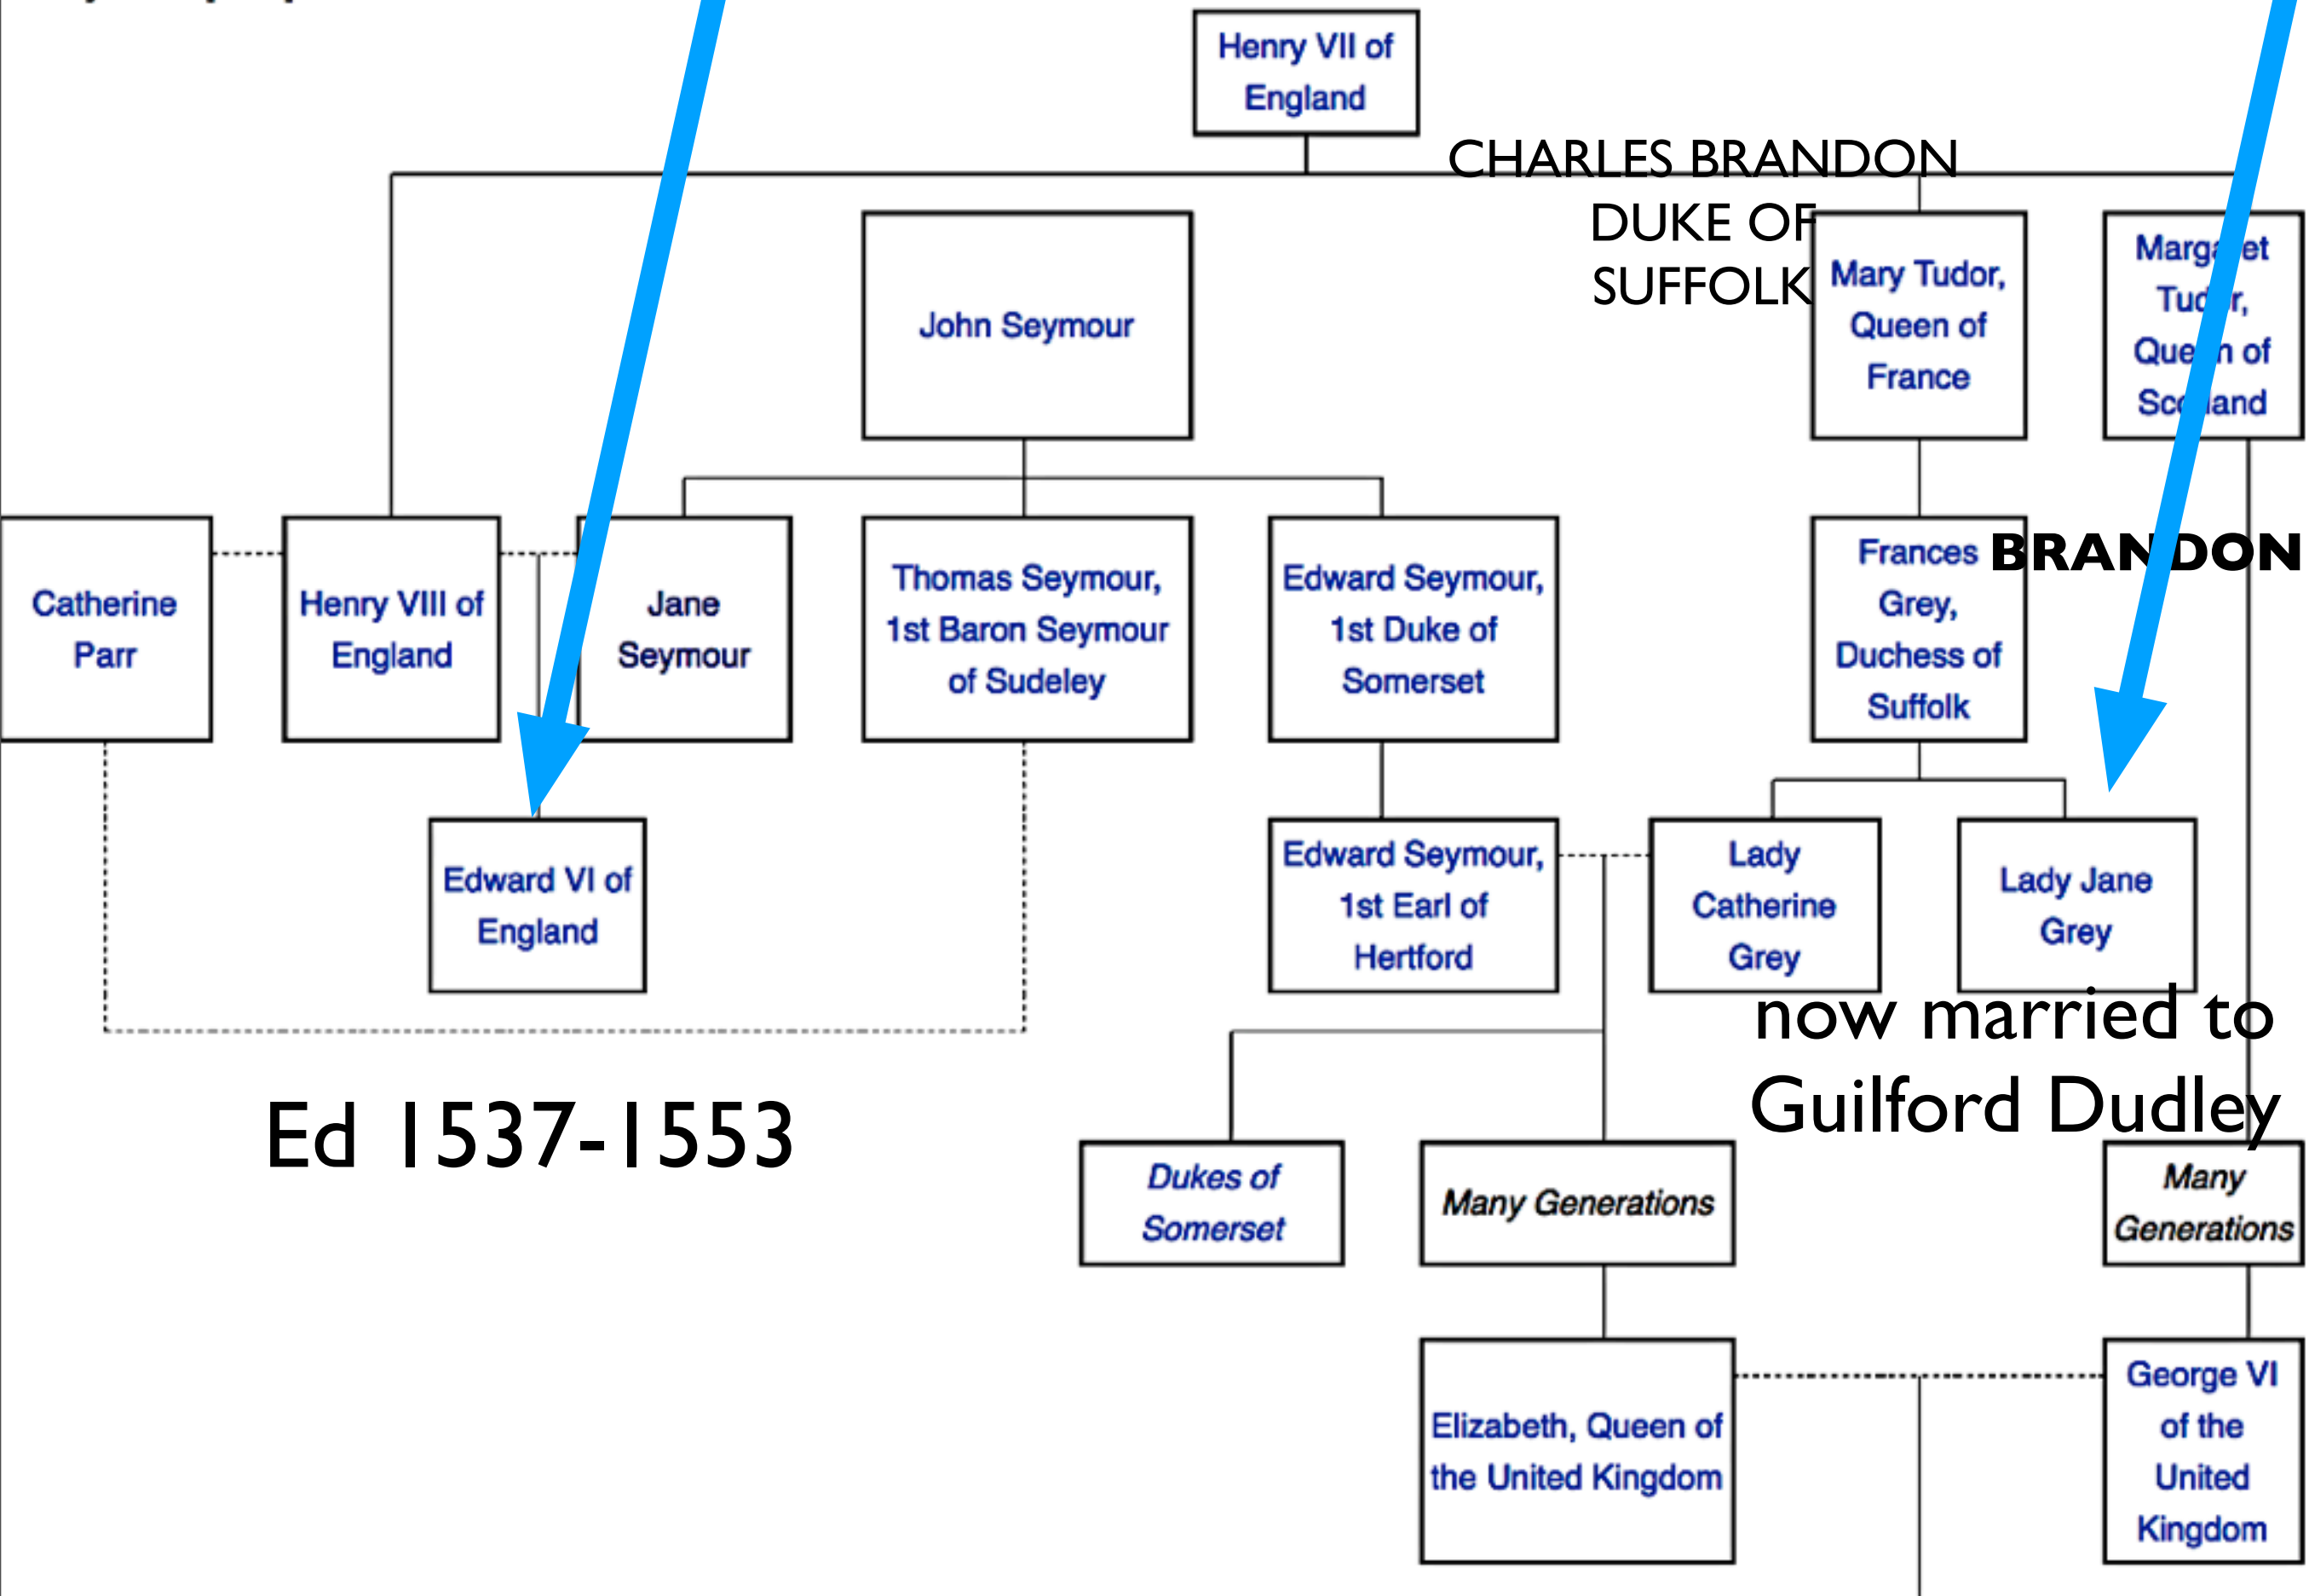 Henry VII of
England
CHARLES BRANDON
DUKE OF
SUFFOLK
John Seymour
Mary Tudor,
Queen of
France
Margaret
Tudor,
Queen of
Scotland
Catherine
Parr
Henry VIII of
England
Jane
Seymour
Thomas Seymour,
1st Baron Seymour
of Sudeley
Edward Seymour,
1st Duke of
Somerset
Frances
Grey,
Duchess of
Suffolk
BRANDON
Edward VI of
England
Edward Seymour,
1st Earl of
Hertford
Lady
Catherine
Grey
Lady Jane
Grey
now married to
Guilford Dudley
Ed 1537-1553
Dukes of
Somerset
Many Generations
Many
Generations
Elizabeth, Queen of
the United Kingdom
George VI
of the
United
Kingdom